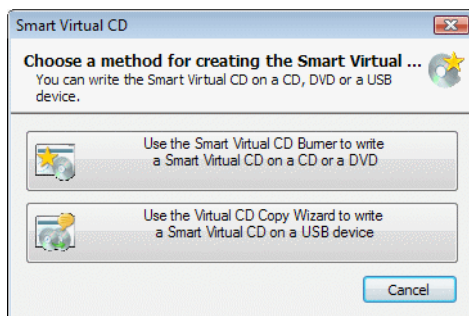 Smart Virtual CD
Choose a method for creating the Smart Virtual ...
You can write the Smart Virtual CD on a CD, DVD or a USB
device.
Use the Smart Virtual CD Burner to write
a Smart Virtual CD on a CD or a DVD
Use the Virtual CD Copy Wizard to write
a Smart Virtual CD on a USB device
Cancel